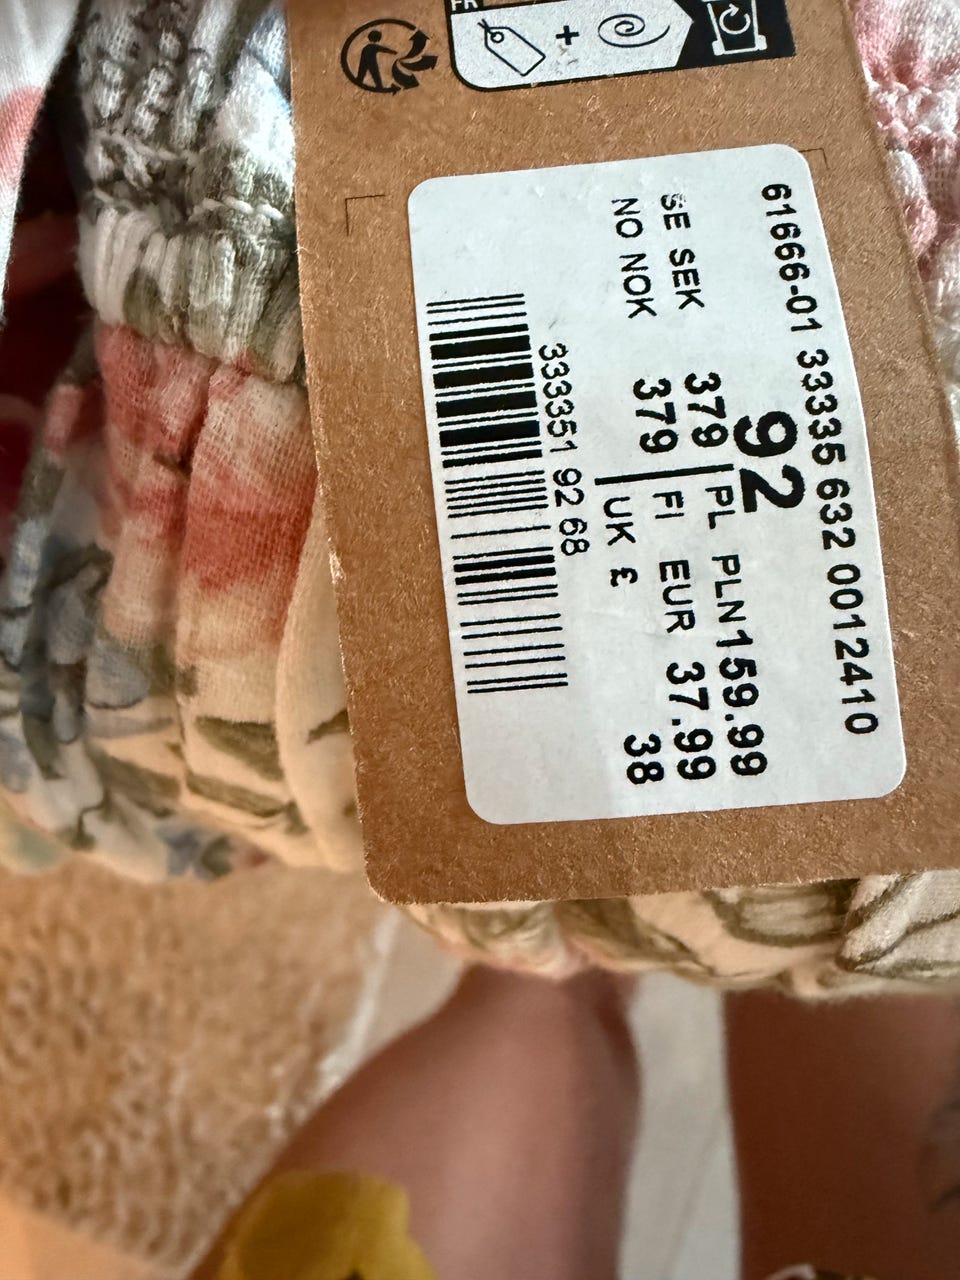 FR
+
61666-01 33335 632 0012410
92
SE SEK 379 PL PLN159.99
NO NOK 379 FI EUR 37.99
UK £ 38
333351 92 68